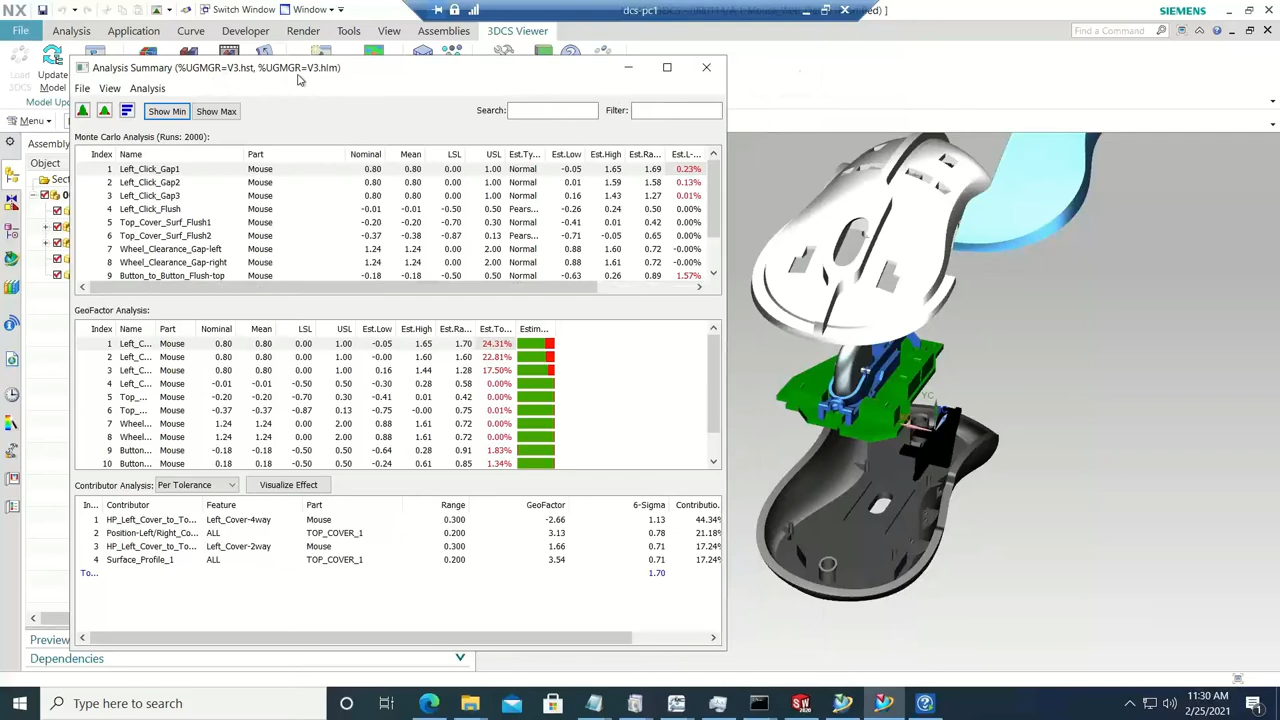 NX
Switch Window
Window
dcs-pc1
3DCS Viewer - (JR0114/A.1-Mouse_Vers... Modified) ]
SIEMENS
File Analysis Application Curve Developer Render Tools View Assemblies 3DCS Viewer
Find a Command
Update
3DCS Model
Model Upd
Menu
Assembly
Object
Sect
Analysis Summary (%UGMGR=V3.hst, %UGMGR=V3.hlm)
File View Analysis
Show Min Show Max Search: Filter:
Monte Carlo Analysis (Runs: 2000):
Index Name Part Nominal Mean LSL USL Est.Ty... Est.Low Est.High Est.Ra... Est.L-...
1 Left_Click_Gap1 Mouse 0.80 0.80 0.00 1.00 Normal -0.05 1.65 1.69 0.23%
2 Left_Click_Gap2 Mouse 0.80 0.80 0.00 1.00 Normal 0.01 1.59 1.58 0.13%
3 Left_Click_Gap3 Mouse 0.80 0.80 0.00 1.00 Normal 0.16 1.43 1.27 0.01%
4 Left_Click_Flush Mouse -0.01 -0.01 -0.50 0.50 Pears... -0.26 0.24 0.50 0.00%
5 Top_Cover_Surf_Flush1 Mouse -0.20 -0.20 -0.70 0.30 Normal -0.41 0.01 0.42 0.00%
6 Top_Cover_Surf_Flush2 Mouse -0.37 -0.38 -0.87 0.13 Pears... -0.71 -0.05 0.65 0.00%
7 Wheel_Clearance_Gap-left Mouse 1.24 1.24 0.00 2.00 Normal 0.88 1.60 0.72 -0.00%
8 Wheel_Clearance_Gap-right Mouse 1.24 1.24 0.00 2.00 Normal 0.88 1.61 0.72 -0.00%
9 Button_to_Button_Flush-top Mouse -0.18 -0.18 -0.50 0.50 Normal -0.63 0.26 0.89 1.57%
GeoFactor Analysis:
Index Name Part Nominal Mean LSL USL Est.Low Est.High Est.Ra... Est.To... Estim...
1 Left_C... Mouse 0.80 0.80 0.00 1.00 -0.05 1.65 1.70 24.31%
2 Left_C... Mouse 0.80 0.80 0.00 1.00 -0.00 1.60 1.60 22.81%
3 Left_C... Mouse 0.80 0.80 0.00 1.00 0.16 1.44 1.28 17.50%
4 Left_C... Mouse -0.01 -0.01 -0.50 0.50 -0.30 0.28 0.58 0.00%
5 Top_... Mouse -0.20 -0.20 -0.70 0.30 -0.41 0.01 0.42 0.00%
6 Top_... Mouse -0.37 -0.37 -0.87 0.13 -0.75 -0.00 0.75 0.01%
7 Wheel... Mouse 1.24 1.24 0.00 2.00 0.88 1.61 0.72 0.00%
8 Wheel... Mouse 1.24 1.24 0.00 2.00 0.88 1.61 0.72 0.00%
9 Button... Mouse -0.18 -0.18 -0.50 0.50 -0.64 0.28 0.91 1.83%
10 Button... Mouse 0.18 0.18 -0.50 0.50 -0.24 0.61 0.85 1.34%
Contributor Analysis: Per Tolerance Visualize Effect
In... Contributor Feature Part Range GeoFactor 6-Sigma Contributio..
1 HP_Left_Cover_to_To... Left_Cover-4way Mouse 0.300 -2.66 1.13 44.34%
2 Position-Left/Right_Co... ALL TOP_COVER_1 0.200 3.13 0.78 21.18%
3 HP_Left_Cover_to_To... Left_Cover-2way Mouse 0.300 1.66 0.71 17.24%
4 Surface_Profile_1 ALL TOP_COVER_1 0.200 3.54 0.71 17.24%
To... 1.70
YC
Preview
Dependencies
Type here to search
11:30 AM
2/25/2021